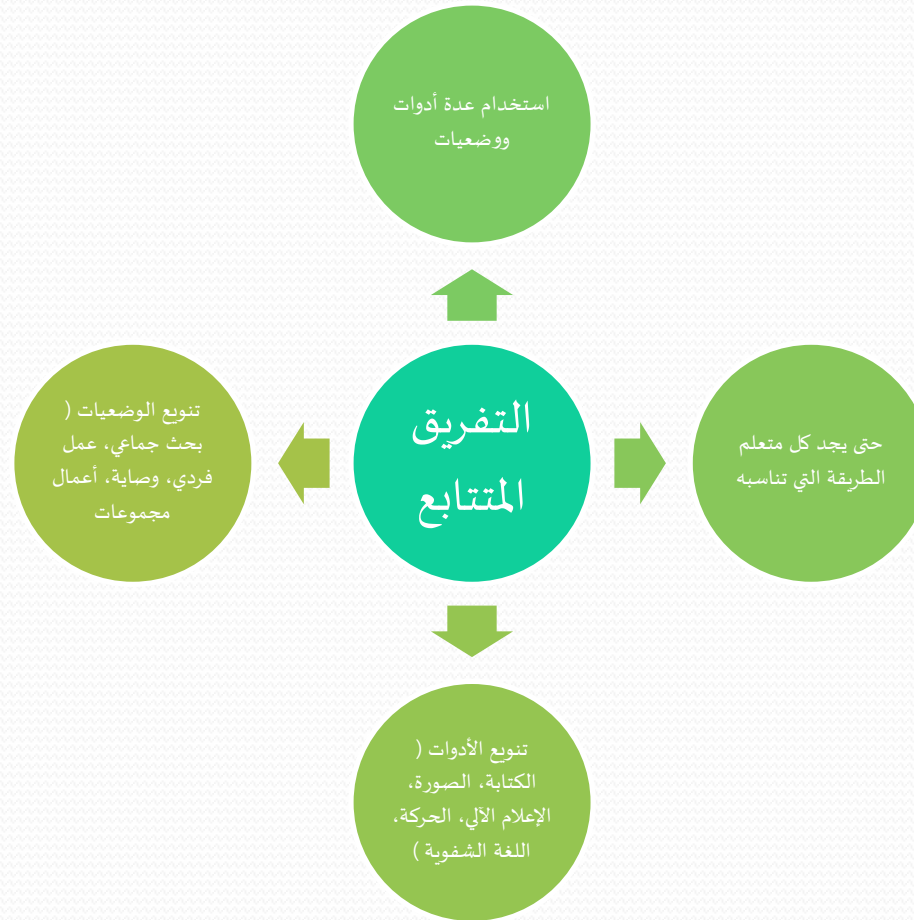 استخدام عدة أدوات
ووضعيات
التفريق
المتتابع
حتى يجد كل متعلم
الطريقة التي تناسبه
تنويع الأدوات (
الكتابة، الصورة،
الإعلام الآلي، الحركة،
اللغة الشفوية )
تنويع الوضعيات (
بحث جماعي، عمل
فردي، وصاية، أعمال
مجموعات